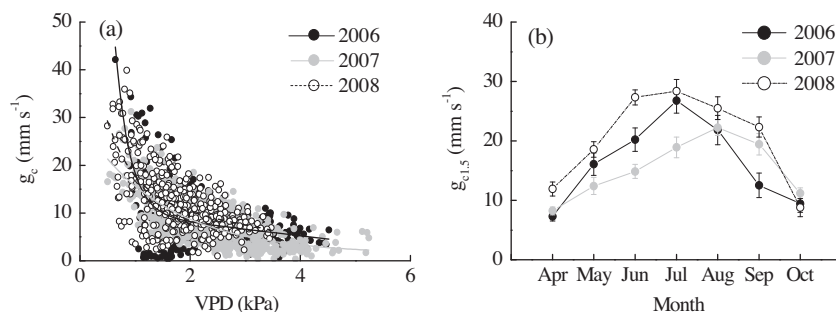 (a)
2006
2007
2008
g_c (mm s⁻¹)
50
40
30
20
10
0
0 2 4 6
VPD (kPa)
(b)
2006
2007
2008
g_c1.5 (mm s⁻¹)
40
30
20
10
0
Apr May Jun Jul Aug Sep Oct
Month